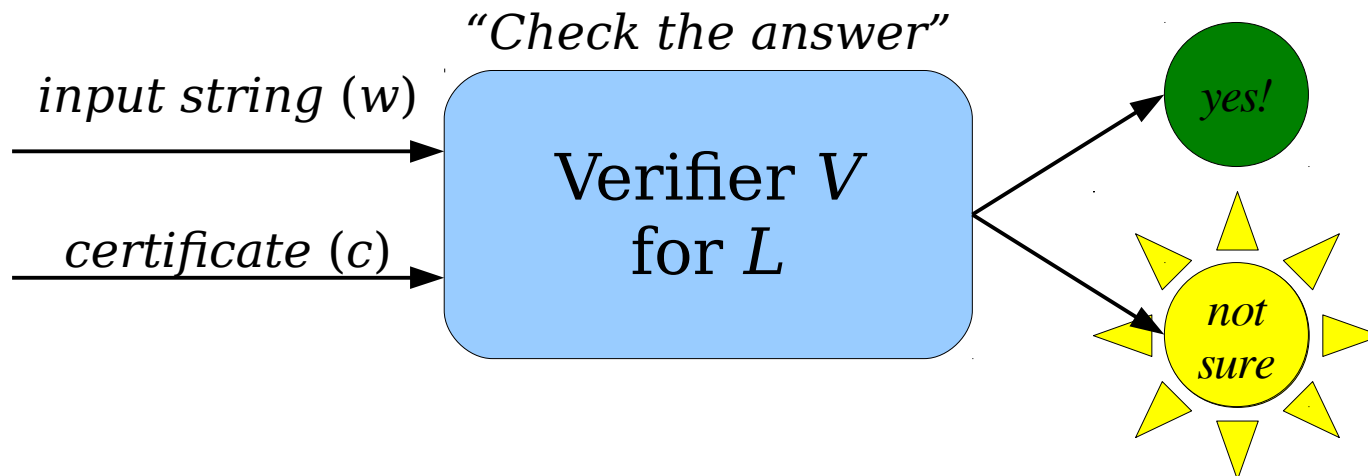 “Check the answer”
input string (w)
certificate (c)
Verifier V
for L
yes!
not
sure